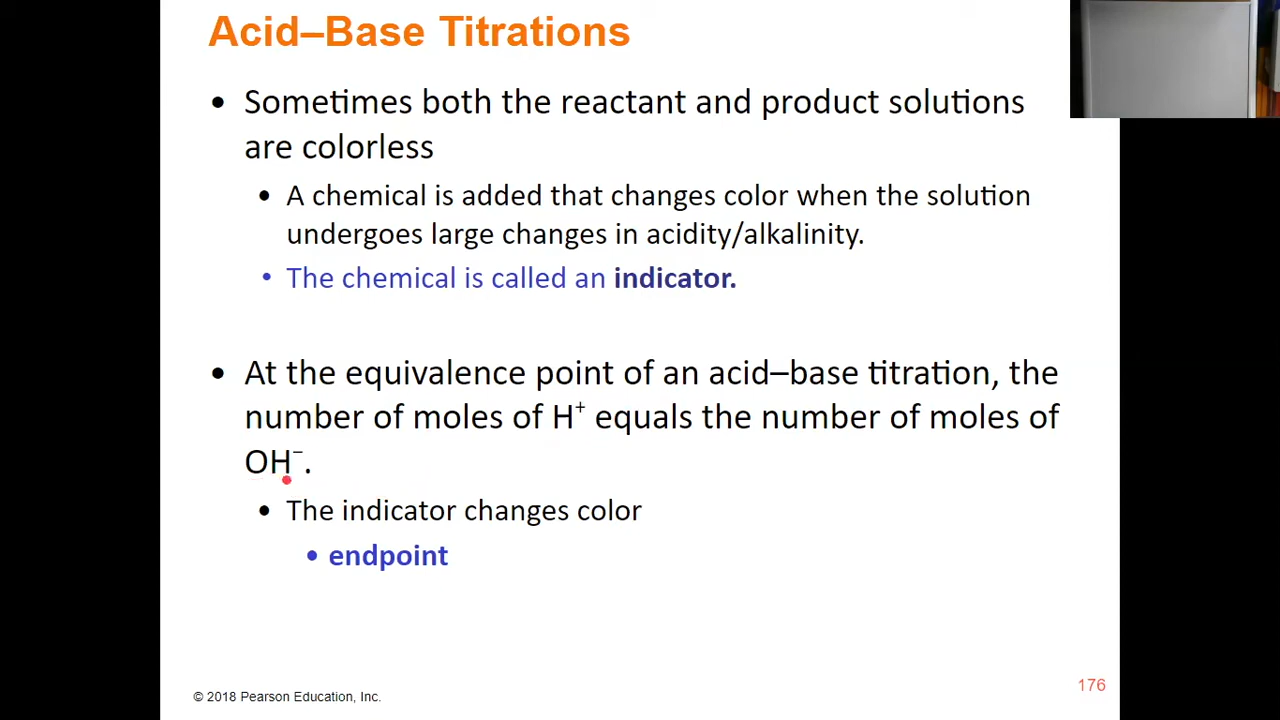 Acid–Base Titrations
• Sometimes both the reactant and product solutions
are colorless
• A chemical is added that changes color when the solution
undergoes large changes in acidity/alkalinity.
• The chemical is called an indicator.
• At the equivalence point of an acid–base titration, the
number of moles of H⁺ equals the number of moles of
OH⁻.
• The indicator changes color
• endpoint
© 2018 Pearson Education, Inc.
176